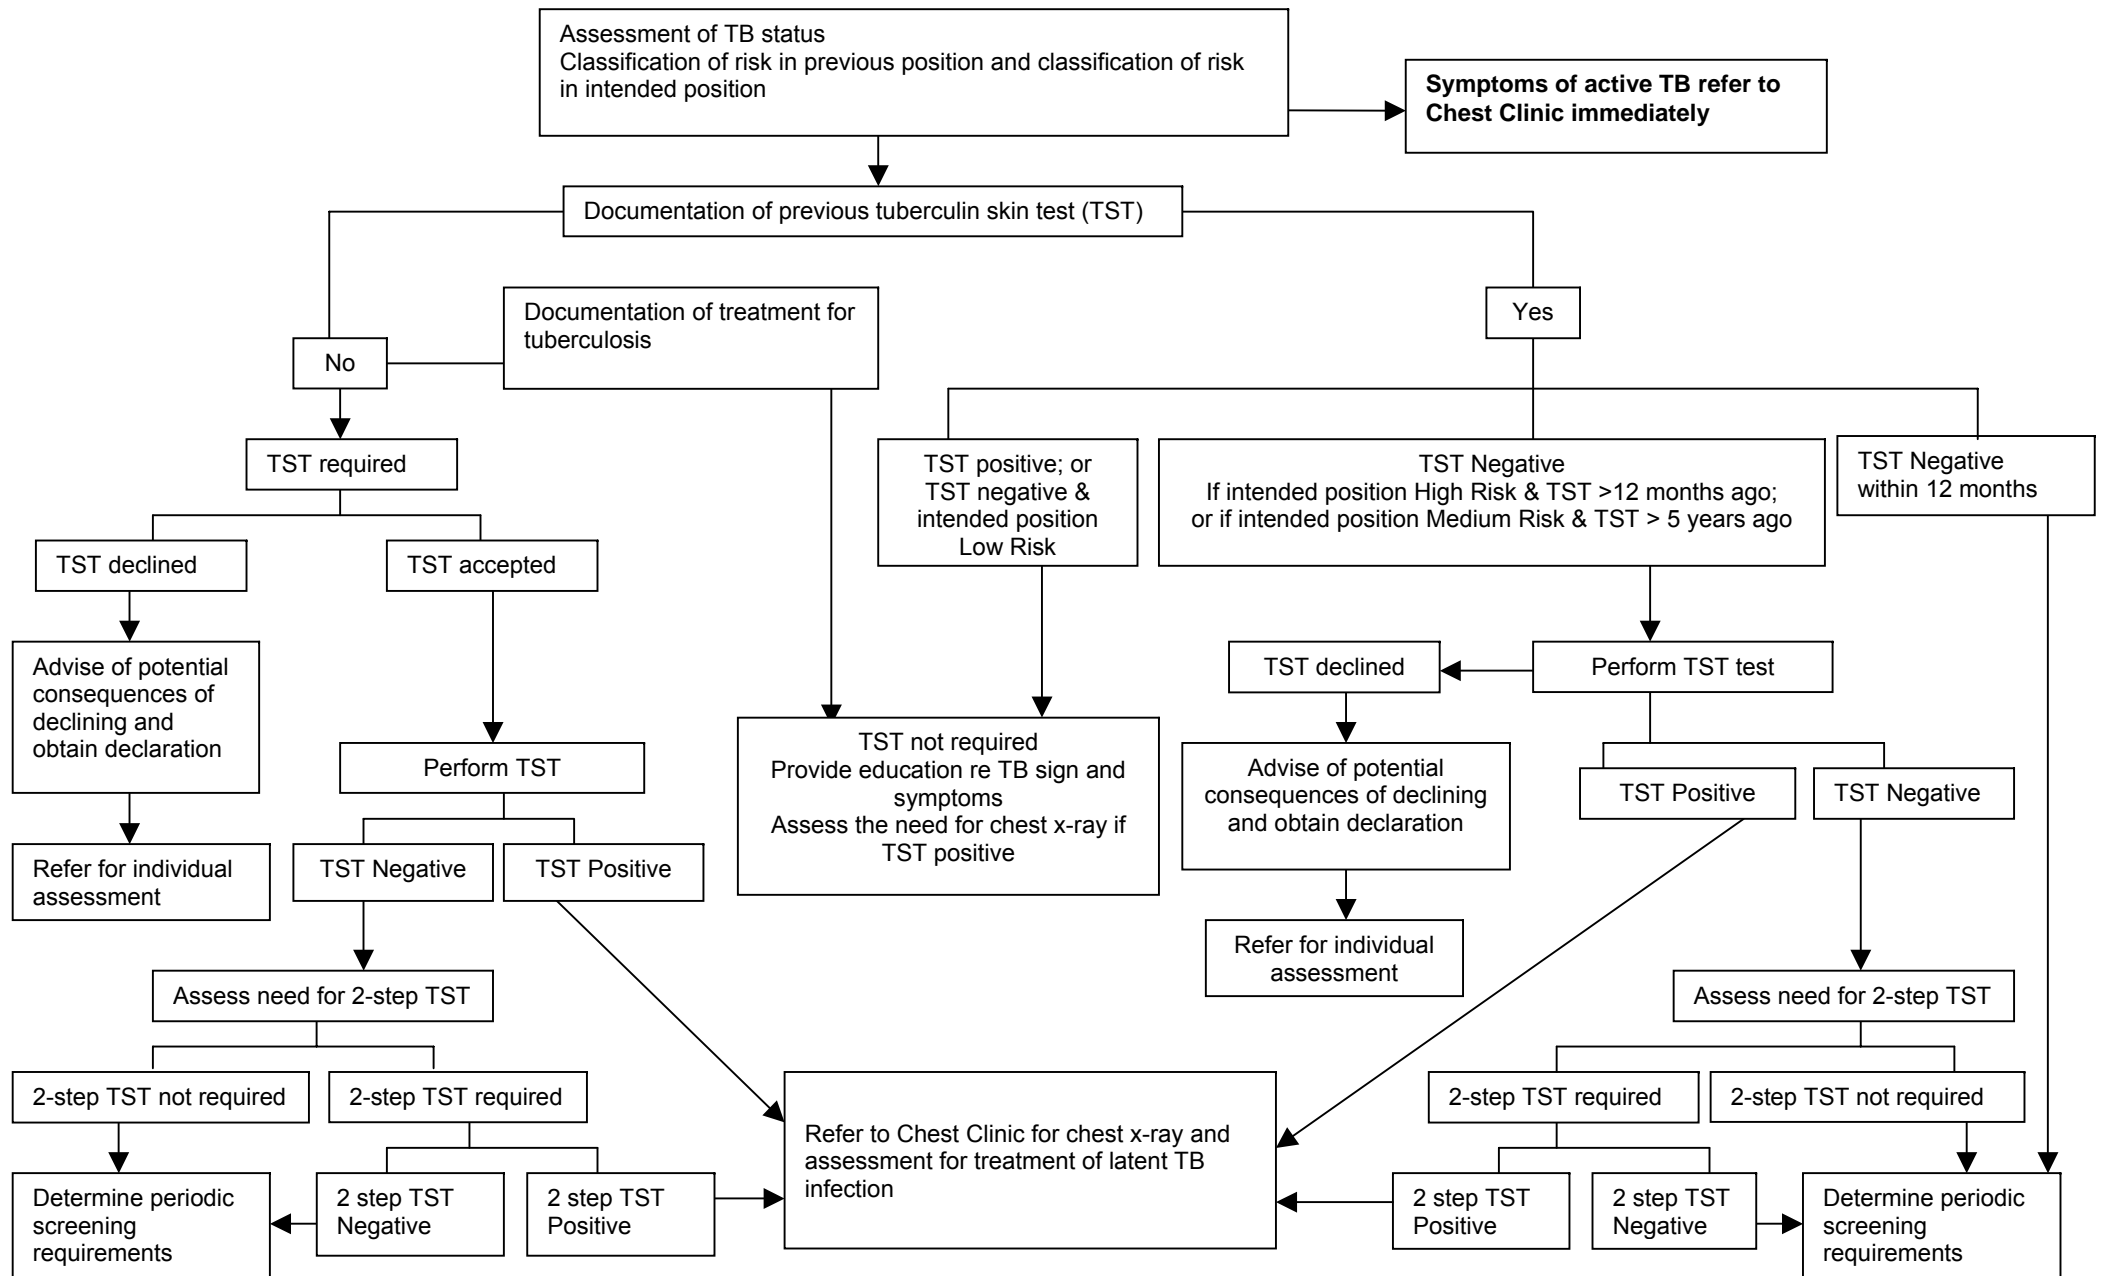 Assessment of TB status
Classification of risk in previous position and classification of risk
in intended position
Symptoms of active TB refer to
Chest Clinic immediately
Documentation of previous tuberculin skin test (TST)
Documentation of treatment for
tuberculosis
Yes
No
TST required
TST positive; or
TST negative &
intended position
Low Risk
TST Negative
If intended position High Risk & TST >12 months ago;
or if intended position Medium Risk & TST > 5 years ago
TST Negative
within 12 months
TST declined
TST accepted
Advise of potential
consequences of
declining and
obtain declaration
TST declined
Perform TST test
Perform TST
TST not required
Provide education re TB sign and
symptoms
Assess the need for chest x-ray if
TST positive
Advise of potential
consequences of declining
and obtain declaration
TST Positive
TST Negative
Refer for individual
assessment
TST Negative
TST Positive
Refer for individual
assessment
Assess need for 2-step TST
Assess need for 2-step TST
2-step TST not required
2-step TST required
Refer to Chest Clinic for chest x-ray and
assessment for treatment of latent TB
infection
2-step TST required
2-step TST not required
Determine periodic
screening
requirements
2 step TST
Negative
2 step TST
Positive
2 step TST
Positive
2 step TST
Negative
Determine periodic
screening
requirements